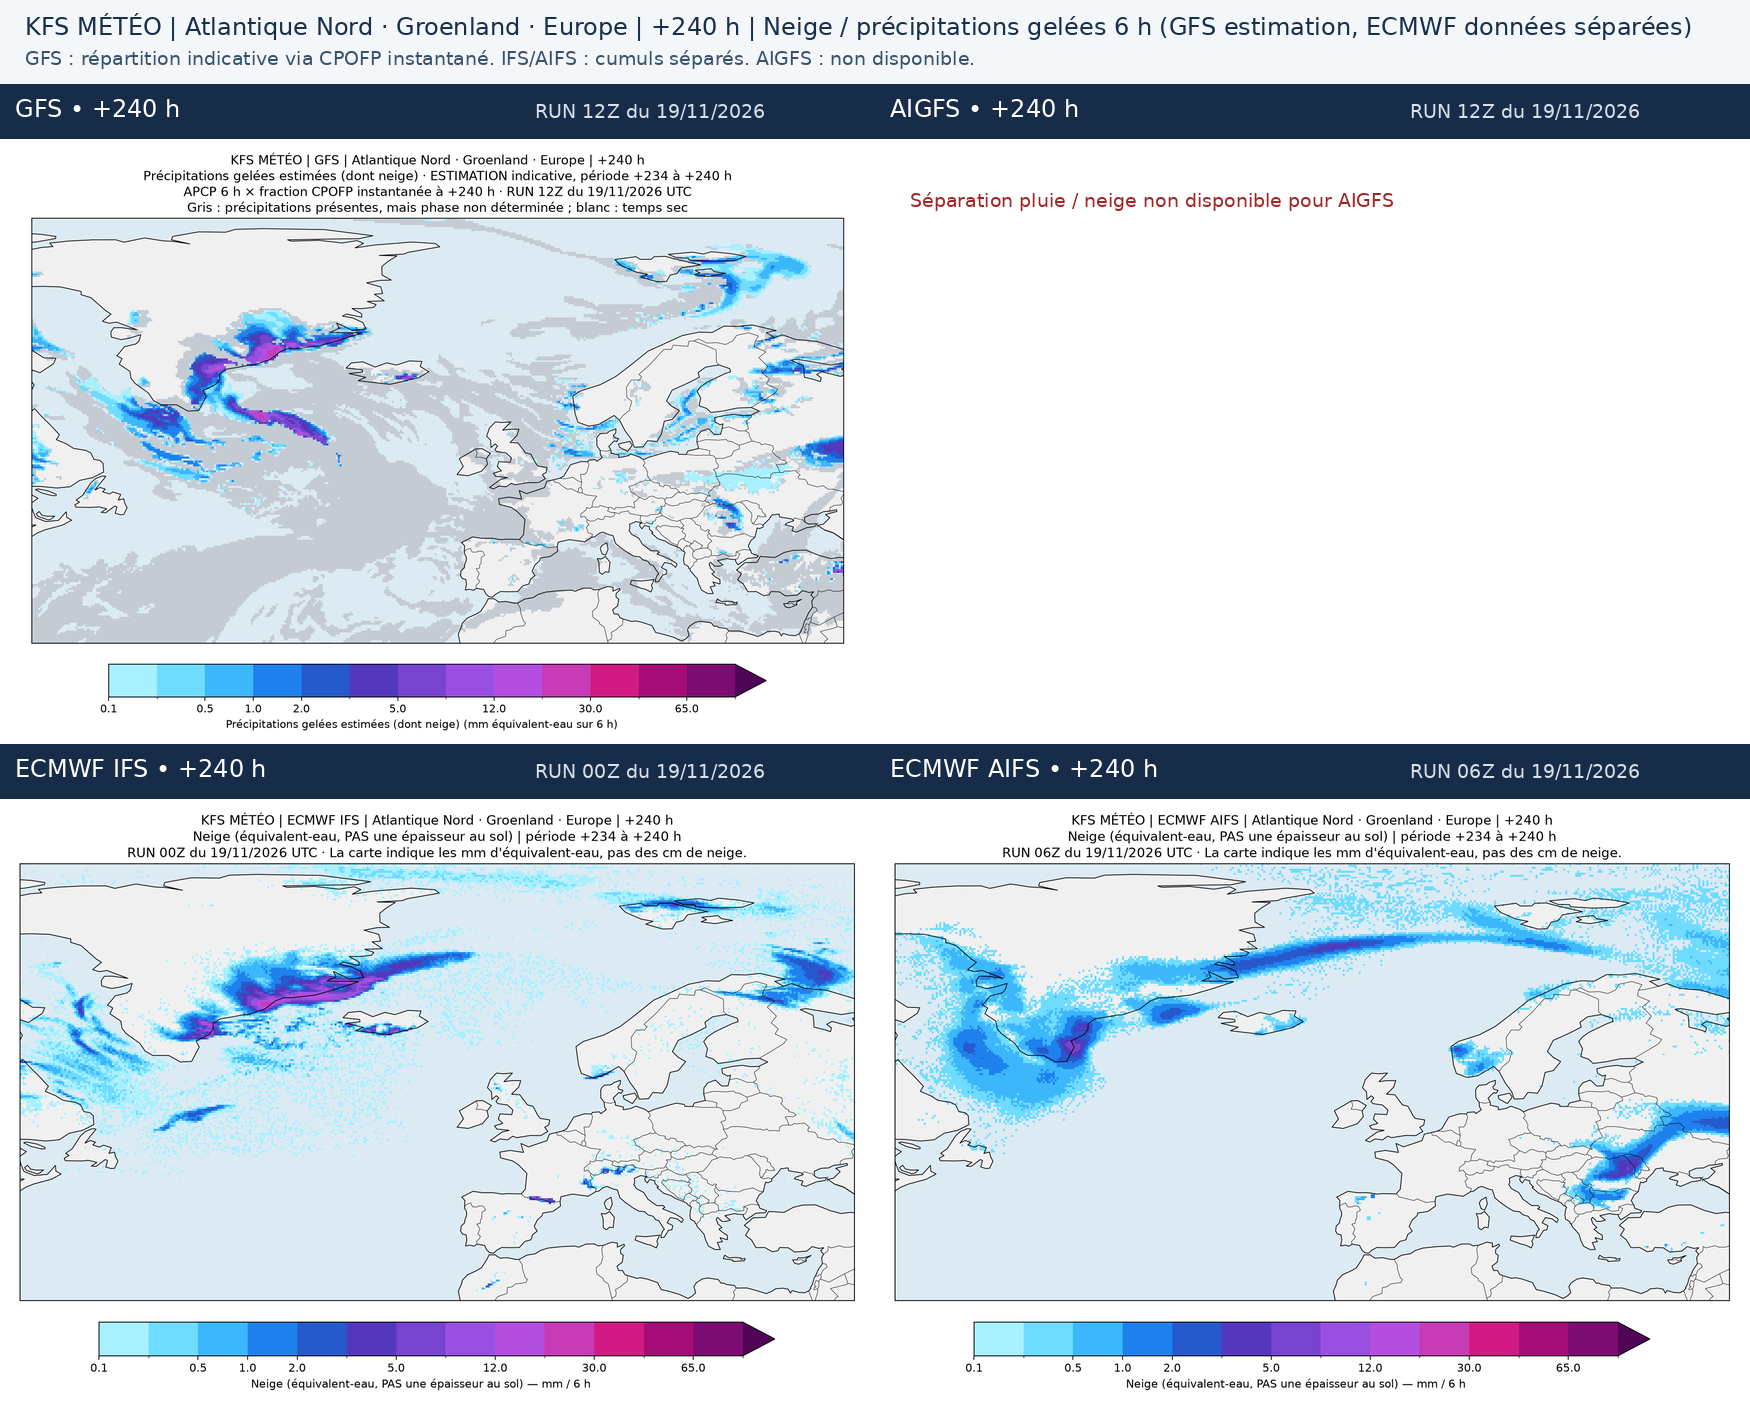 KFS MÉTÉO | Atlantique Nord · Groenland · Europe | +240 h | Neige / précipitations gelées 6 h (GFS estimation, ECMWF données séparées)
GFS : répartition indicative via CPOFP instantané. IFS/AIFS : cumuls séparés. AIGFS : non disponible.
GFS • +240 h
RUN 12Z du 19/11/2026
AIGFS • +240 h
RUN 12Z du 19/11/2026
KFS MÉTÉO | GFS | Atlantique Nord · Groenland · Europe | +240 h
Précipitations gelées estimées (dont neige) · ESTIMATION indicative, période +234 à +240 h
APCP 6 h × fraction CPOFP instantanée à +240 h · RUN 12Z du 19/11/2026 UTC
Gris : précipitations présentes, mais phase non déterminée ; blanc : temps sec
Séparation pluie / neige non disponible pour AIGFS
0.1 0.5 1.0 2.0 5.0 12.0 30.0 65.0
Précipitations gelées estimées (dont neige) (mm équivalent-eau sur 6 h)
ECMWF IFS • +240 h
RUN 00Z du 19/11/2026
ECMWF AIFS • +240 h
RUN 06Z du 19/11/2026
KFS MÉTÉO | ECMWF IFS | Atlantique Nord · Groenland · Europe | +240 h
Neige (équivalent-eau, PAS une épaisseur au sol) | période +234 à +240 h
RUN 00Z du 19/11/2026 UTC · La carte indique les mm d'équivalent-eau, pas des cm de neige.
KFS MÉTÉO | ECMWF AIFS | Atlantique Nord · Groenland · Europe | +240 h
Neige (équivalent-eau, PAS une épaisseur au sol) | période +234 à +240 h
RUN 06Z du 19/11/2026 UTC · La carte indique les mm d'équivalent-eau, pas des cm de neige.
0.1 0.5 1.0 2.0 5.0 12.0 30.0 65.0
Neige (équivalent-eau, PAS une épaisseur au sol) — mm / 6 h
0.1 0.5 1.0 2.0 5.0 12.0 30.0 65.0
Neige (équivalent-eau, PAS une épaisseur au sol) — mm / 6 h